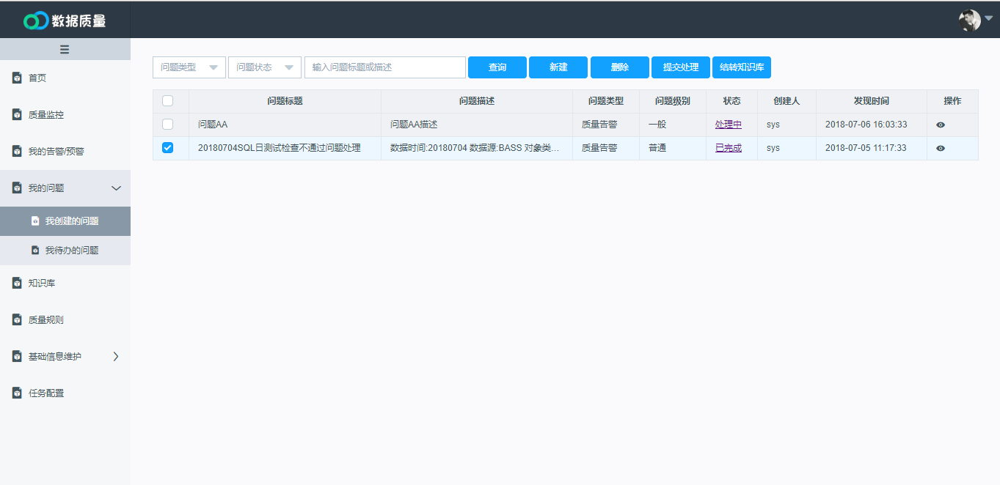 数据质量
首页
质量监控
我的告警/预警
我的问题
我创建的问题
我待办的问题
知识库
质量规则
基础信息维护
任务配置
问题类型 问题状态 输入问题标题或描述 查询 新建 删除 提交处理 结转知识库
问题标题 问题描述 问题类型 问题级别 状态 创建人 发现时间 操作
问题AA 问题AA描述 质量告警 一般 处理中 sys 2018-07-06 16:03:33
20180704SQL日测试检查不通过问题处理 数据时间:20180704 数据源:BASS 对象类... 质量告警 普通 已完成 sys 2018-07-05 11:17:33